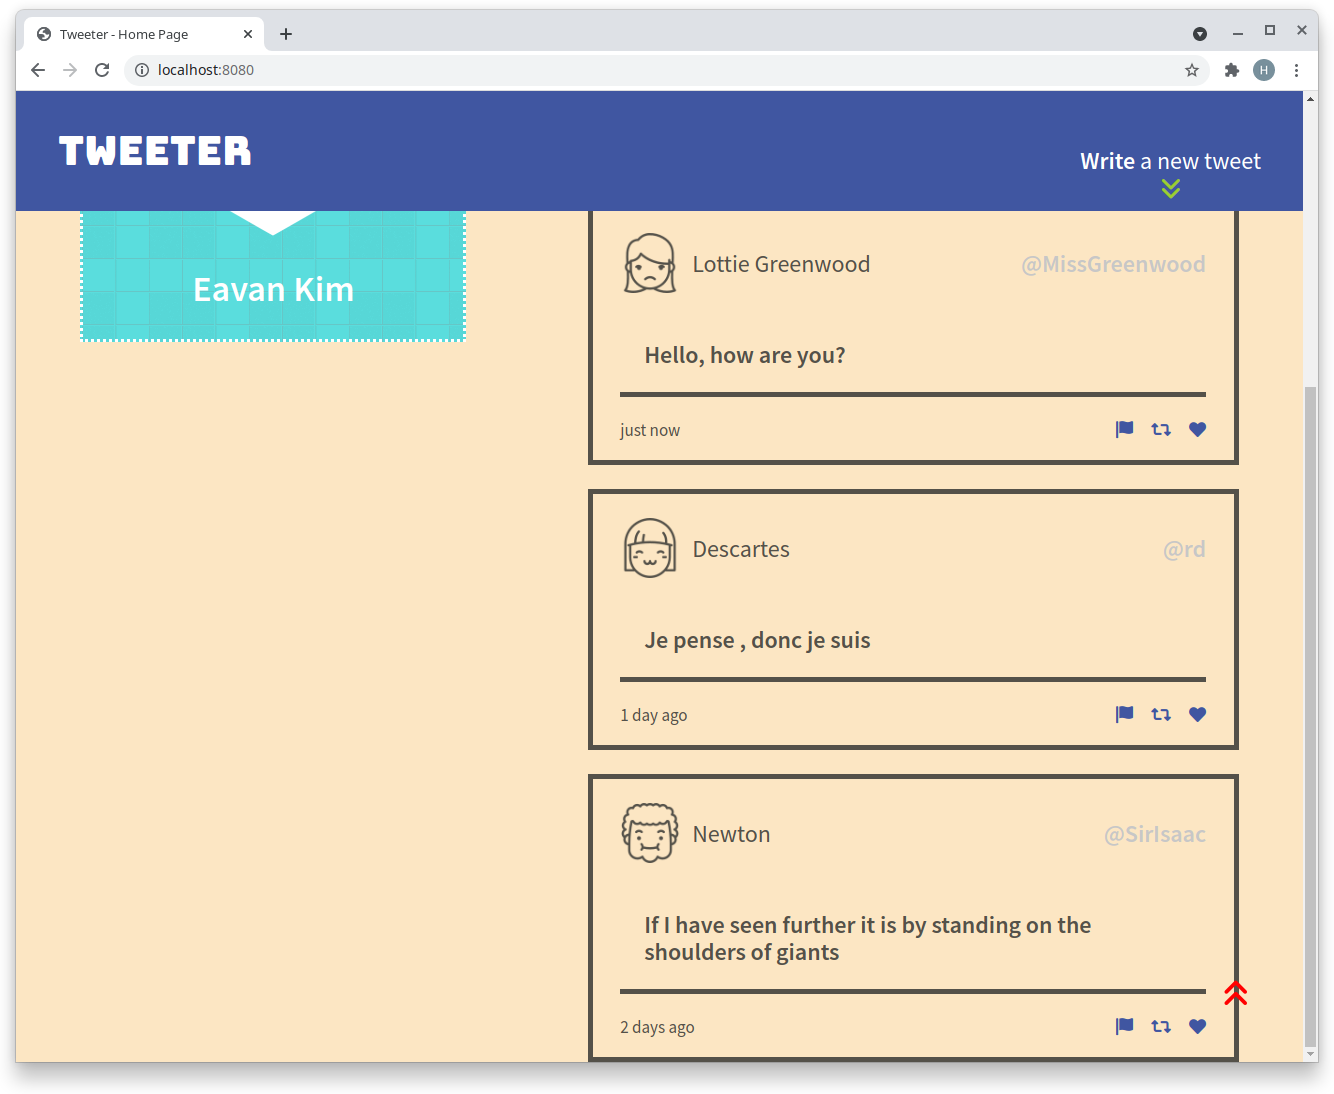 Tweeter - Home Page
localhost:8080
H
TWEETER
Write a new tweet
Eavan Kim
Lottie Greenwood @MissGreenwood
Hello, how are you?
just now
Descartes @rd
Je pense , donc je suis
1 day ago
Newton @SirIsaac
If I have seen further it is by standing on the
shoulders of giants
2 days ago